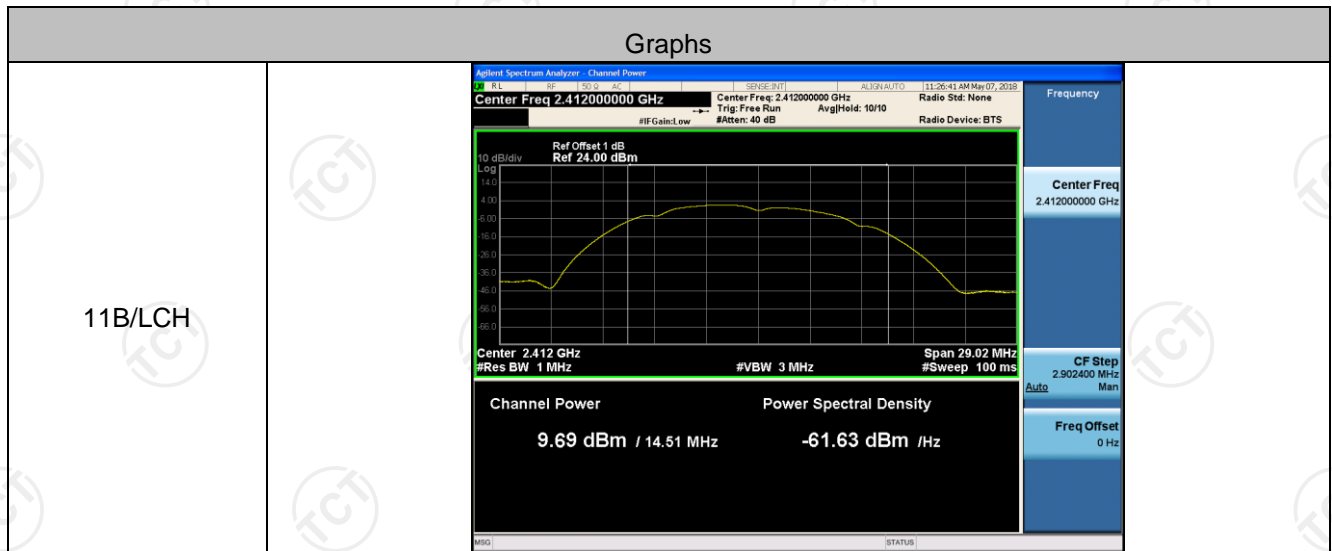 Graphs
11B/LCH
Agilent Spectrum Analyzer - Channel Power
RL RF 50 Ω AC SENSE:INT ALIGN AUTO 11:26:41 AM May 07, 2018
Center Freq 2.412000000 GHz
Center Freq: 2.412000000 GHz
Radio Std: None
Trig: Free Run Avg|Hold: 10/10
#IFGain:Low
#Atten: 40 dB
Radio Device: BTS
Ref Offset 1 dB
10 dB/div Ref 24.00 dBm
Log
14.0
4.00
-6.00
-16.0
-26.0
-36.0
-46.0
-56.0
-66.0
Center 2.412 GHz
Span 29.02 MHz
#Res BW 1 MHz
#VBW 3 MHz
#Sweep 100 ms
Channel Power
Power Spectral Density
9.69 dBm / 14.51 MHz
-61.63 dBm /Hz
MSG
STATUS
Frequency
Center Freq
2.412000000 GHz
CF Step
2.902400 MHz
Auto Man
Freq Offset
0 Hz
TCT
TCT
TCT
TCT
TCT
TCT
TCT